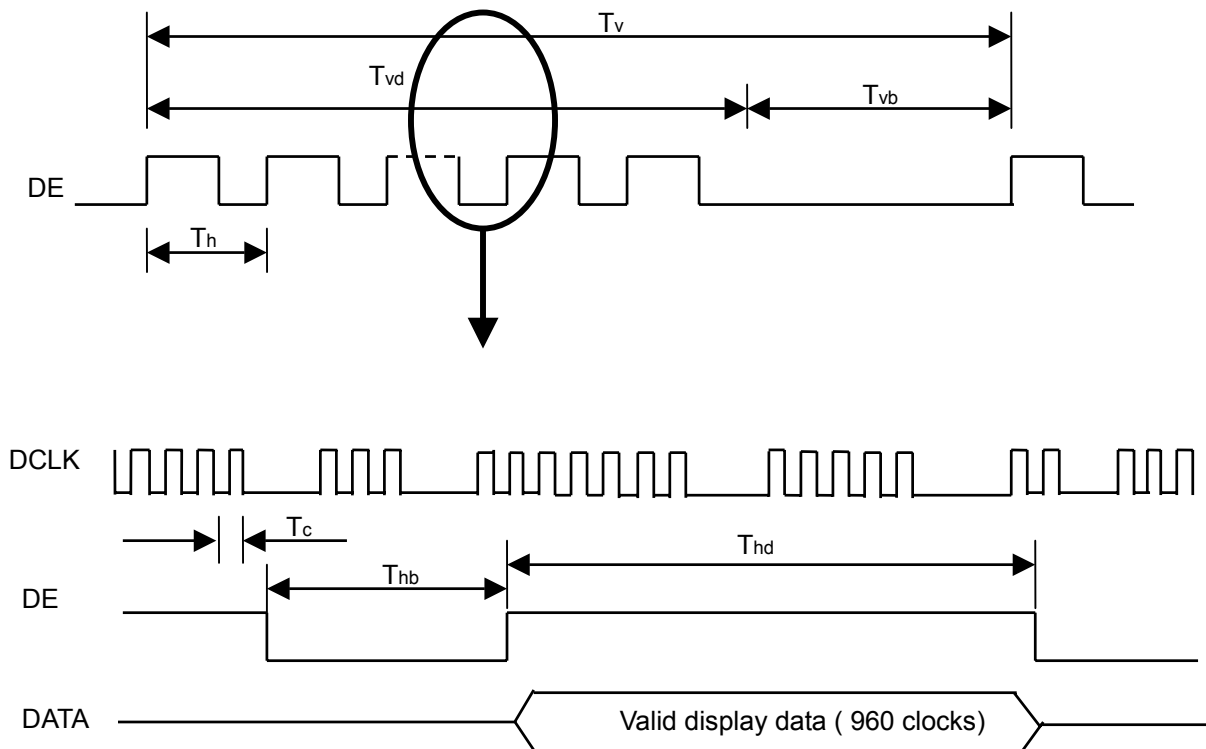 Tv
Tvd
Tvb
DE
Th
DCLK
Tc
Thd
Thb
DE
DATA
Valid display data ( 960 clocks)